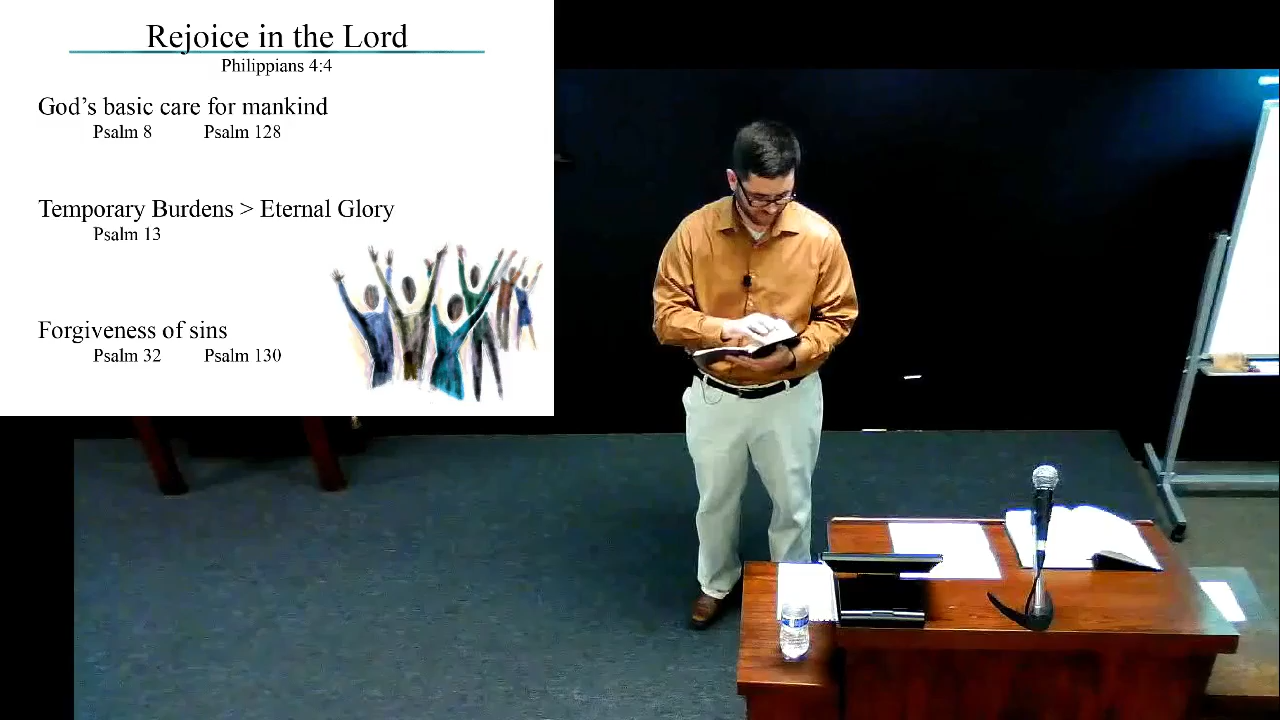 Rejoice in the Lord
Philippians 4:4
God's basic care for mankind
Psalm 8 Psalm 128
Temporary Burdens > Eternal Glory
Psalm 13
Forgiveness of sins
Psalm 32 Psalm 130